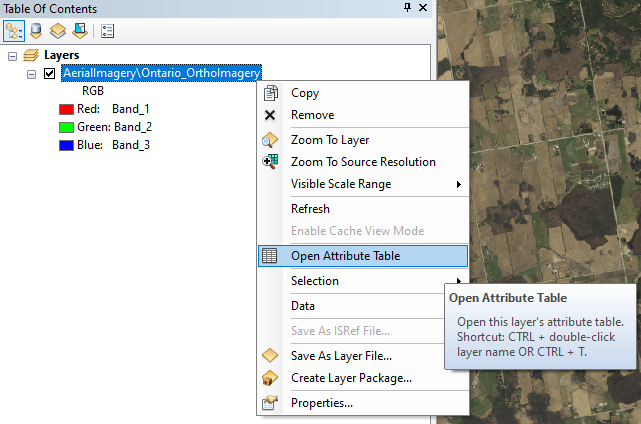 Table Of Contents
Layers
AerialImagery\Ontario_OrthoImagery
RGB
Red: Band_1
Green: Band_2
Blue: Band_3
Copy
Remove
Zoom To Layer
Zoom To Source Resolution
Visible Scale Range
Refresh
Enable Cache View Mode
Open Attribute Table
Selection
Data
Save As ISRef File...
Save As Layer File...
Create Layer Package...
Properties...
Open Attribute Table
Open this layer's attribute table.
Shortcut: CTRL + double-click
layer name OR CTRL + T.